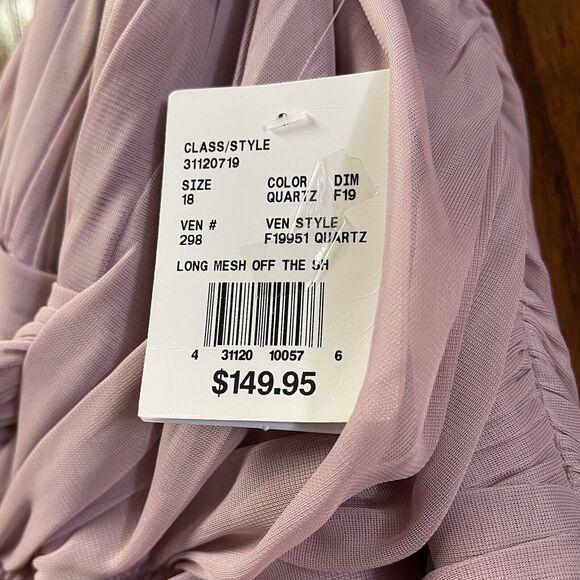 CLASS/STYLE
31120719
SIZE COLOR DIM
18 QUARTZ F19
VEN # VEN STYLE
298 F19951 QUARTZ
LONG MESH OFF THE SH
4 31120 10057 6
$149.95